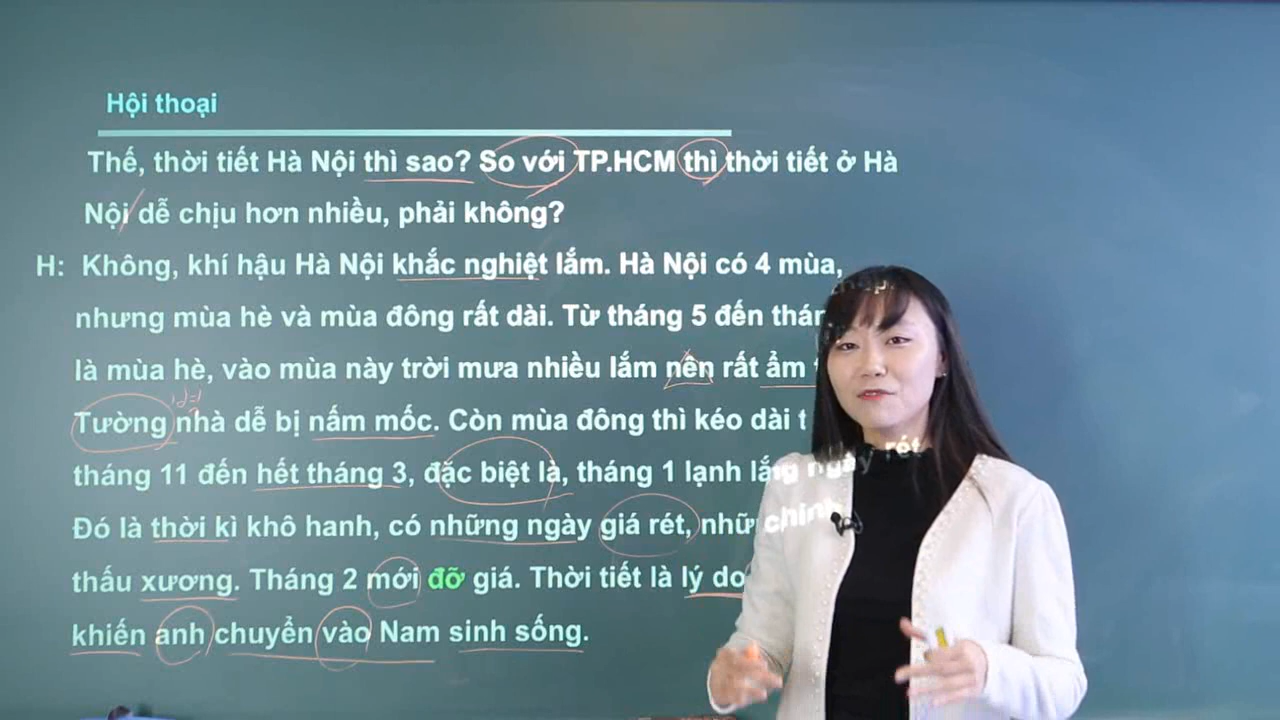 Hội thoại
Thế, thời tiết Hà Nội thì sao? So với TP.HCM thì thời tiết ở Hà
Nội dễ chịu hơn nhiều, phải không?
H: Không, khí hậu Hà Nội khắc nghiệt lắm. Hà Nội có 4 mùa,
nhưng mùa hè và mùa đông rất dài. Từ tháng 5 đến
là mùa hè, vào mùa này trời mưa nhiều lắm nên rất ẩm
Tường nhà dễ bị nấm mốc. Còn mùa đông thì kéo dài
tháng 11 đến hết tháng 3, đặc biệt là, tháng 1 lạnh lắng ngày rét
Đó là thời kì khô hanh, có những ngày giá rét, chính
thấu xương. Tháng 2 mới đỡ giá. Thời tiết là lý do
khiến anh chuyển vào Nam sinh sống.